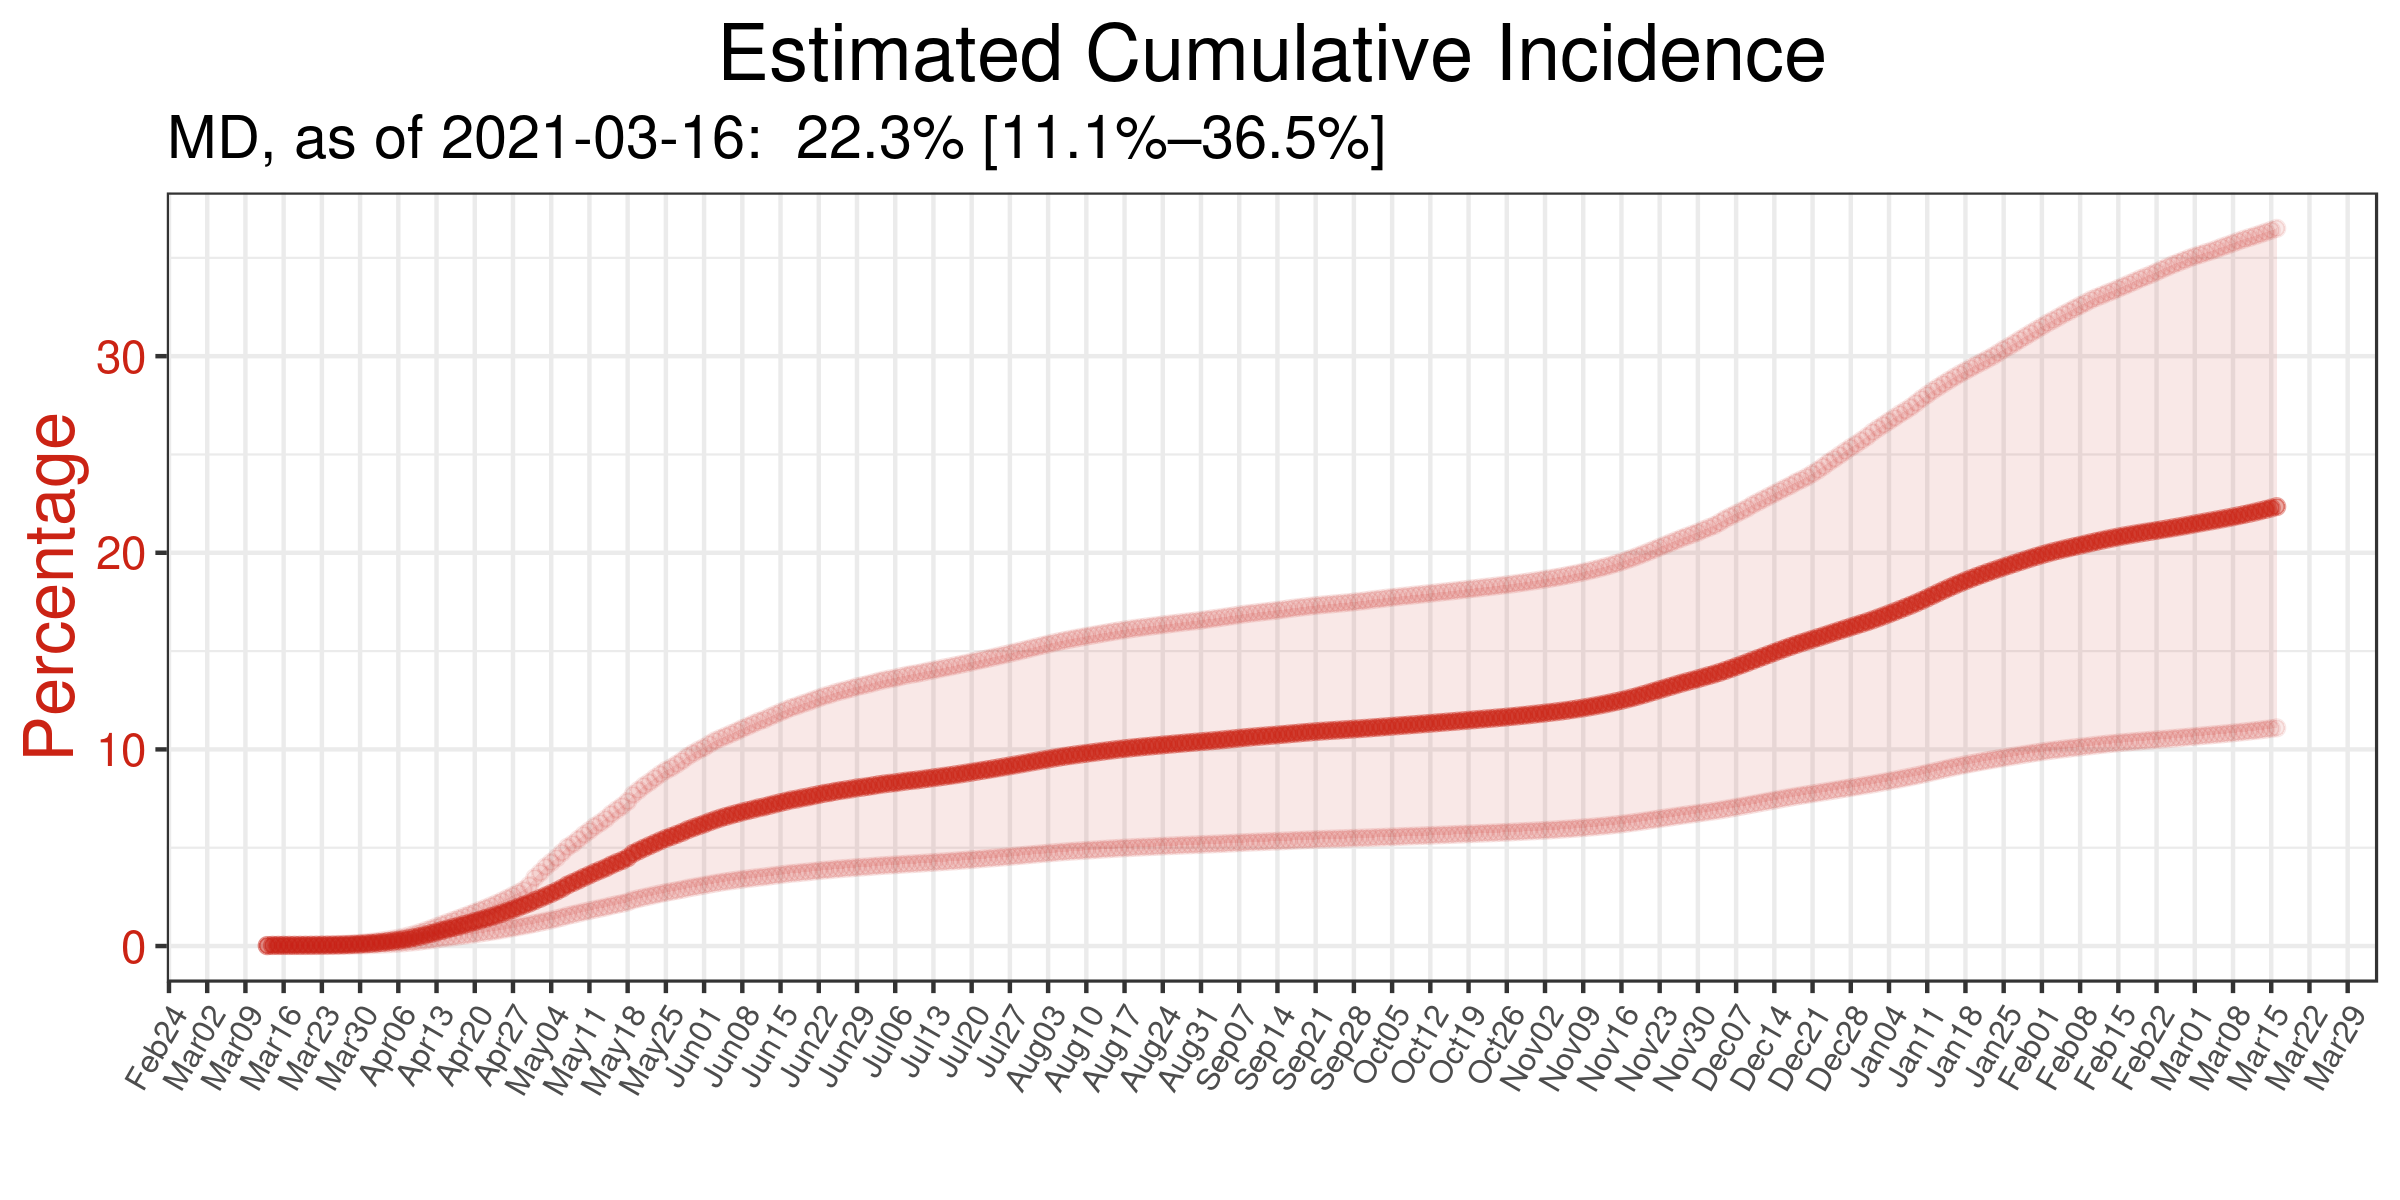 Estimated Cumulative Incidence
MD, as of 2021-03-16:  22.3% [11.1%–36.5%]
Percentage
30
20
10
0
Feb24
Mar02
Mar09
Mar16
Mar23
Mar30
Apr06
Apr13
Apr20
Apr27
May04
May11
May18
May25
Jun01
Jun08
Jun15
Jun22
Jun29
Jul06
Jul13
Jul20
Jul27
Aug03
Aug10
Aug17
Aug24
Aug31
Sep07
Sep14
Sep21
Sep28
Oct05
Oct12
Oct19
Oct26
Nov02
Nov09
Nov16
Nov23
Nov30
Dec07
Dec14
Dec21
Dec28
Jan04
Jan11
Jan18
Jan25
Feb01
Feb08
Feb15
Feb22
Mar01
Mar08
Mar15
Mar22
Mar29